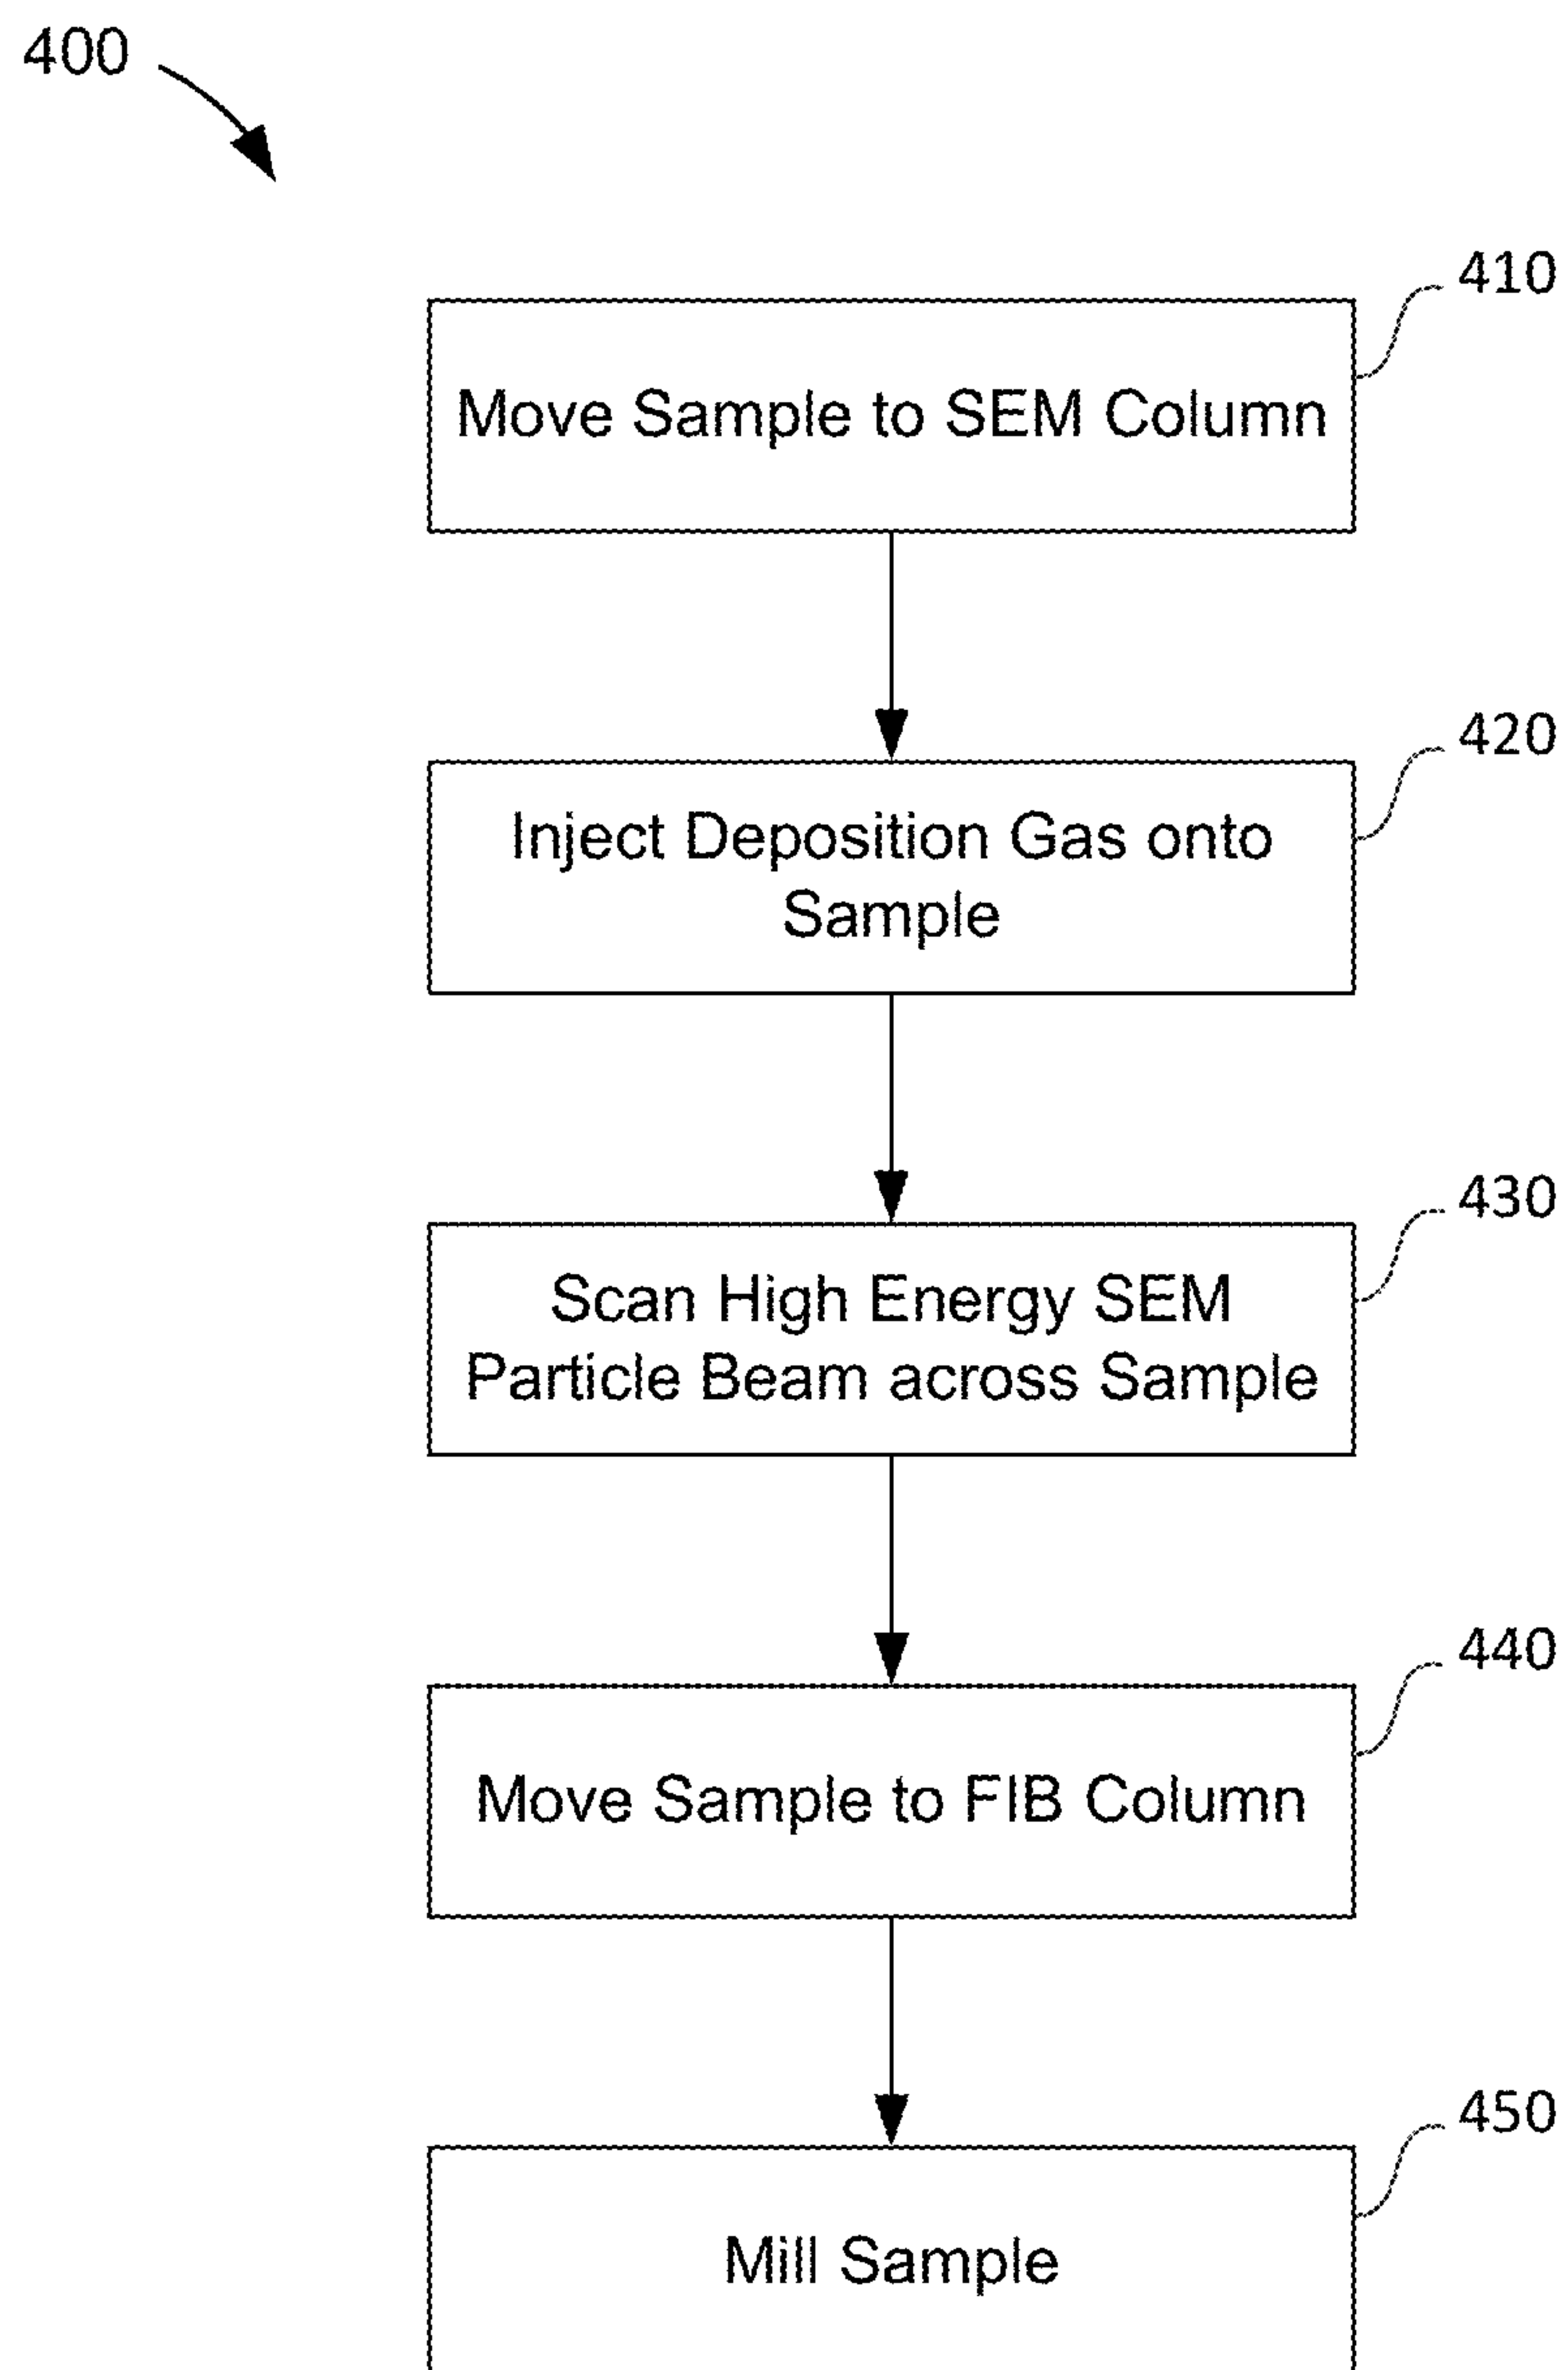 400
410
Move Sample to SEM Column
420
Inject Deposition Gas onto
Sample
430
Scan High Energy SEM
Particle Beam across Sample
440
Move Sample to FIB Column
450
Mill Sample